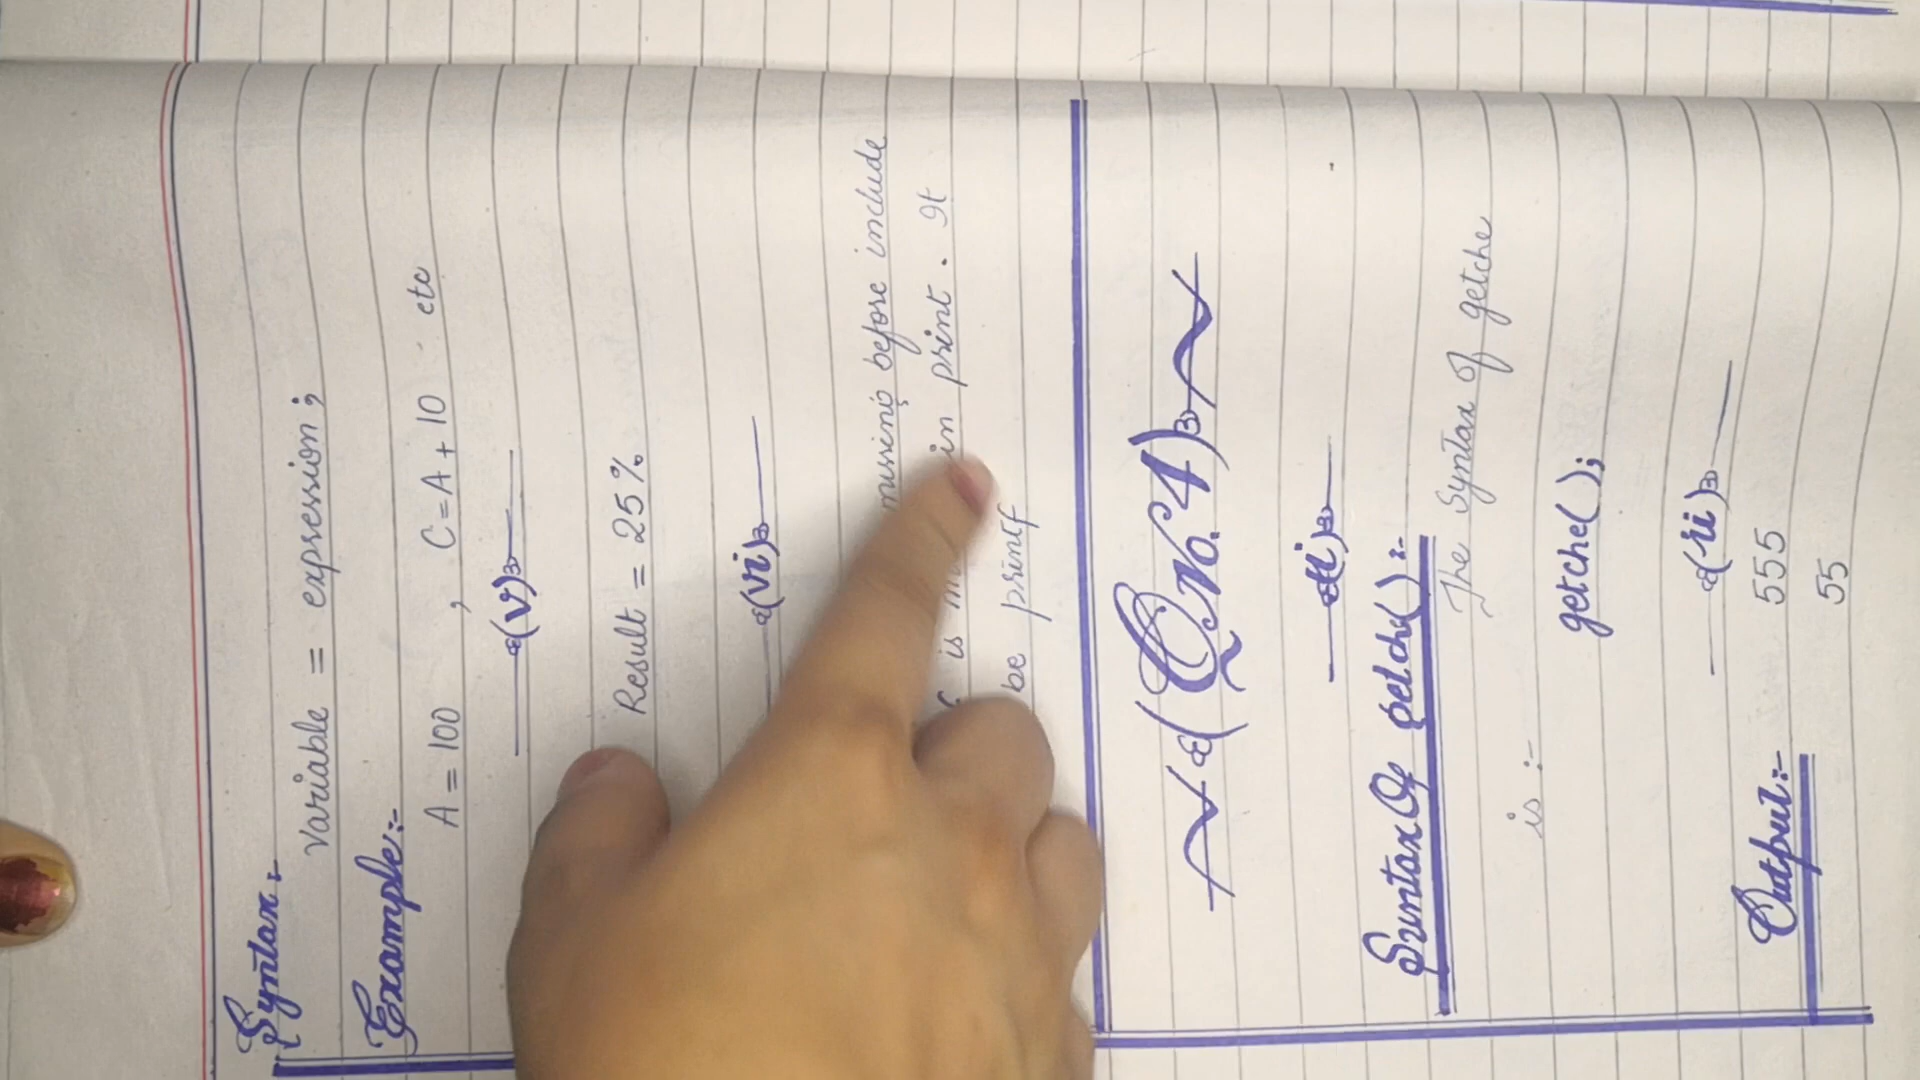 Syntax:-
variable = expression ;
Example:-
A = 100 , C = A + 10 etc
(v)
Result = 25%
(vi)
missing before include
is in print. It
be printf
(Q No. 4)
(i)
Syntax Of getche() :-
The Syntax of getche
is :-
getche( );
(ii)
Output:- 555
55